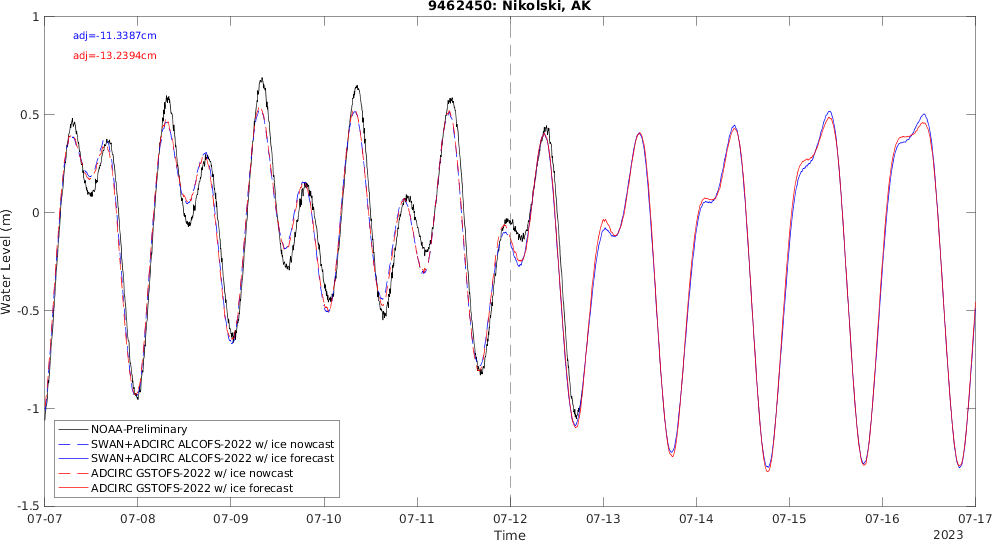 9462450: Nikolski, AK
adj=-11.3387cm
adj=-13.2394cm
1
0.5
0
-0.5
-1
-1.5
Water Level (m)
NOAA-Preliminary
SWAN+ADCIRC ALCOFS-2022 w/ ice nowcast
SWAN+ADCIRC ALCOFS-2022 w/ ice forecast
ADCIRC GSTOFS-2022 w/ ice nowcast
ADCIRC GSTOFS-2022 w/ ice forecast
07-07 07-08 07-09 07-10 07-11 07-12 07-13 07-14 07-15 07-16 07-17
Time
2023